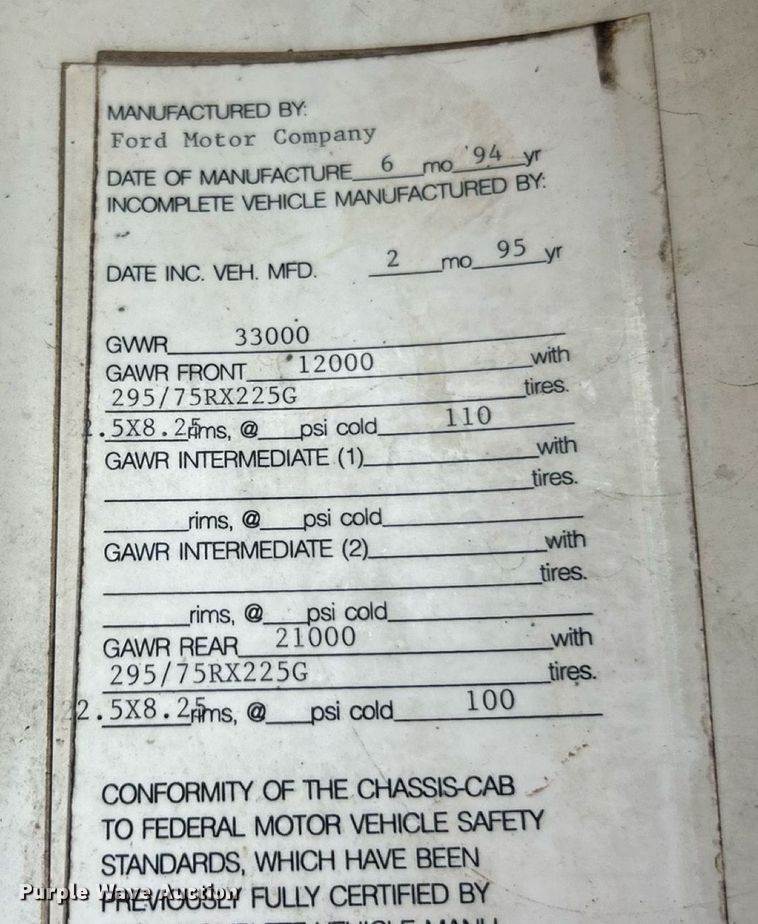 MANUFACTURED BY:
Ford Motor Company
DATE OF MANUFACTURE 6 mo '94 yr
INCOMPLETE VEHICLE MANUFACTURED BY:
DATE INC. VEH. MFD. 2 mo 95 yr
GVWR 33000
GAWR FRONT 12000 with
295/75RX225G tires.
2.5X8.25 rims, @ psi cold 110
GAWR INTERMEDIATE (1) with
tires.
rims, @ psi cold
GAWR INTERMEDIATE (2) with
tires.
rims, @ psi cold
GAWR REAR 21000 with
295/75RX225G tires.
22.5X8.25 rims, @ psi cold 100
CONFORMITY OF THE CHASSIS-CAB
TO FEDERAL MOTOR VEHICLE SAFETY
STANDARDS, WHICH HAVE BEEN
PREVIOUSLY FULLY CERTIFIED BY
Purple Wave Auction